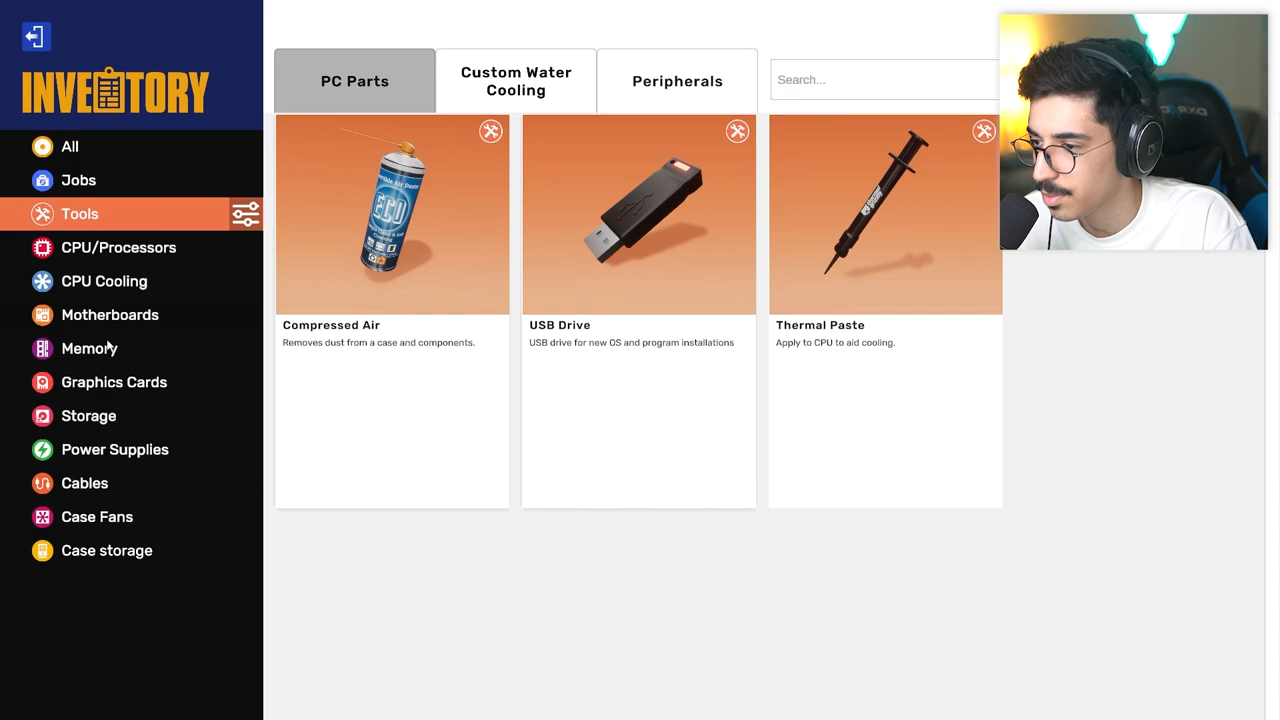 INVENTORY
All
Jobs
Tools
CPU/Processors
CPU Cooling
Motherboards
Memory
Graphics Cards
Storage
Power Supplies
Cables
Case Fans
Case storage
PC Parts
Custom Water
Cooling
Peripherals
Search...
ECO
Compressed Air
Removes dust from a case and components.
USB Drive
USB drive for new OS and program installations
Thermal Paste
Apply to CPU to aid cooling.